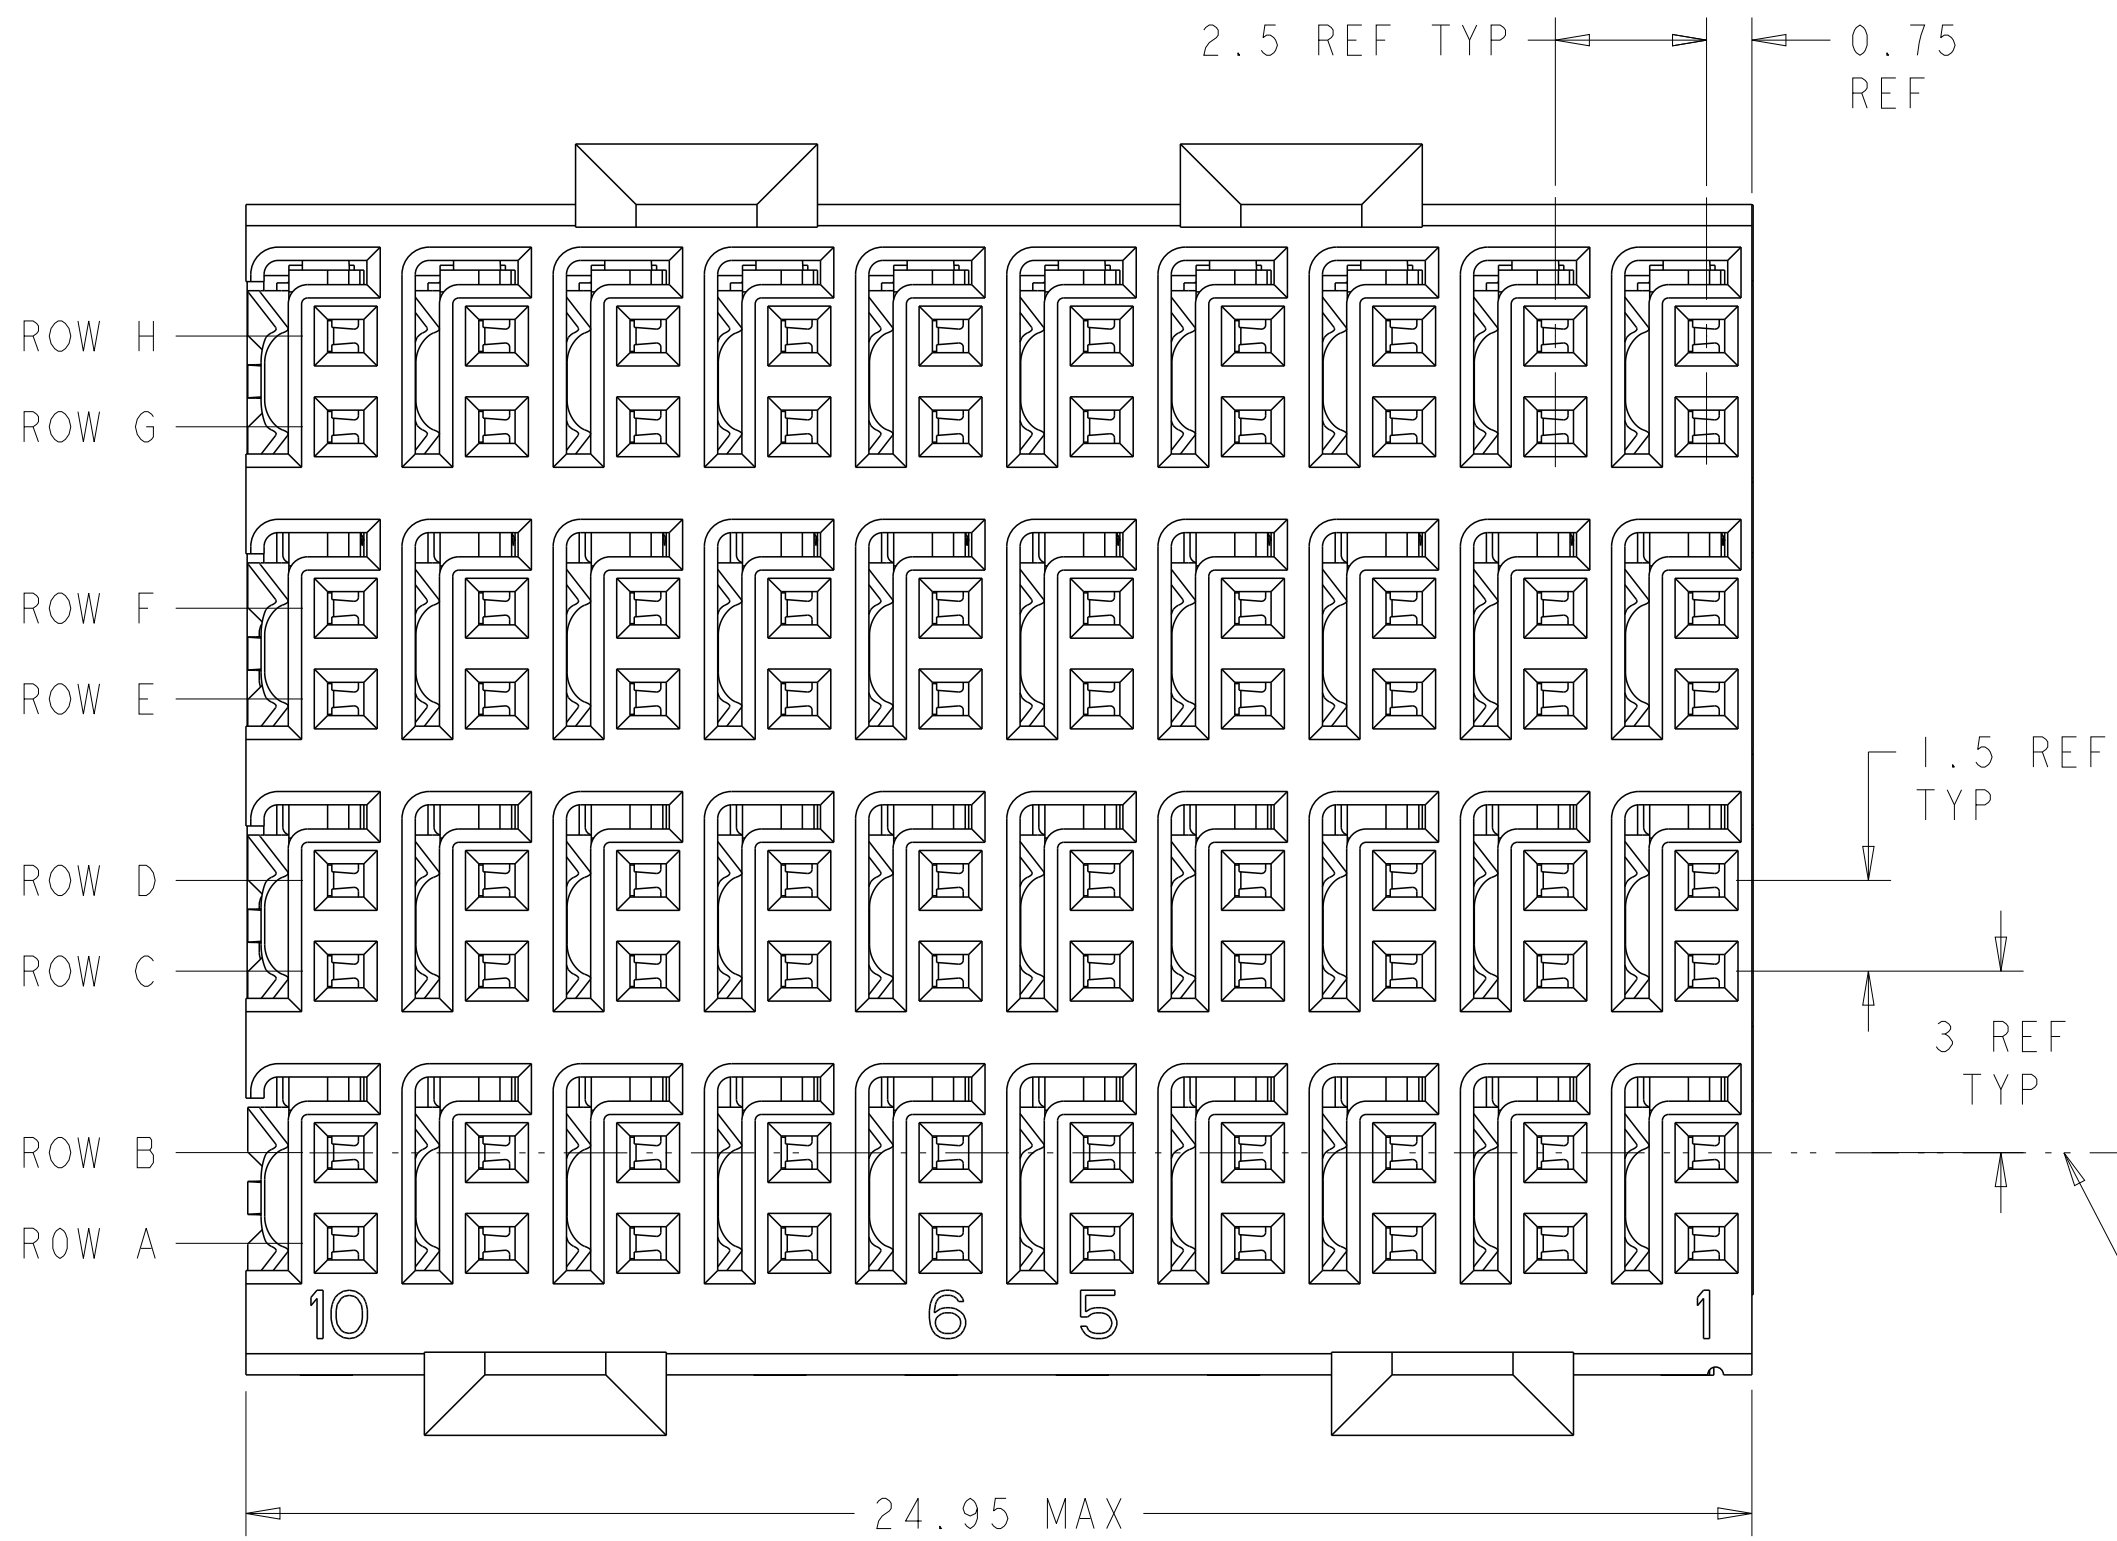 2.5 REF TYP
0.75
REF
ROW H
ROW G
ROW F
ROW E
1.5 REF
TYP
ROW D
ROW C
3 REF
TYP
ROW B
ROW A
10 6 5 1
24.95 MAX